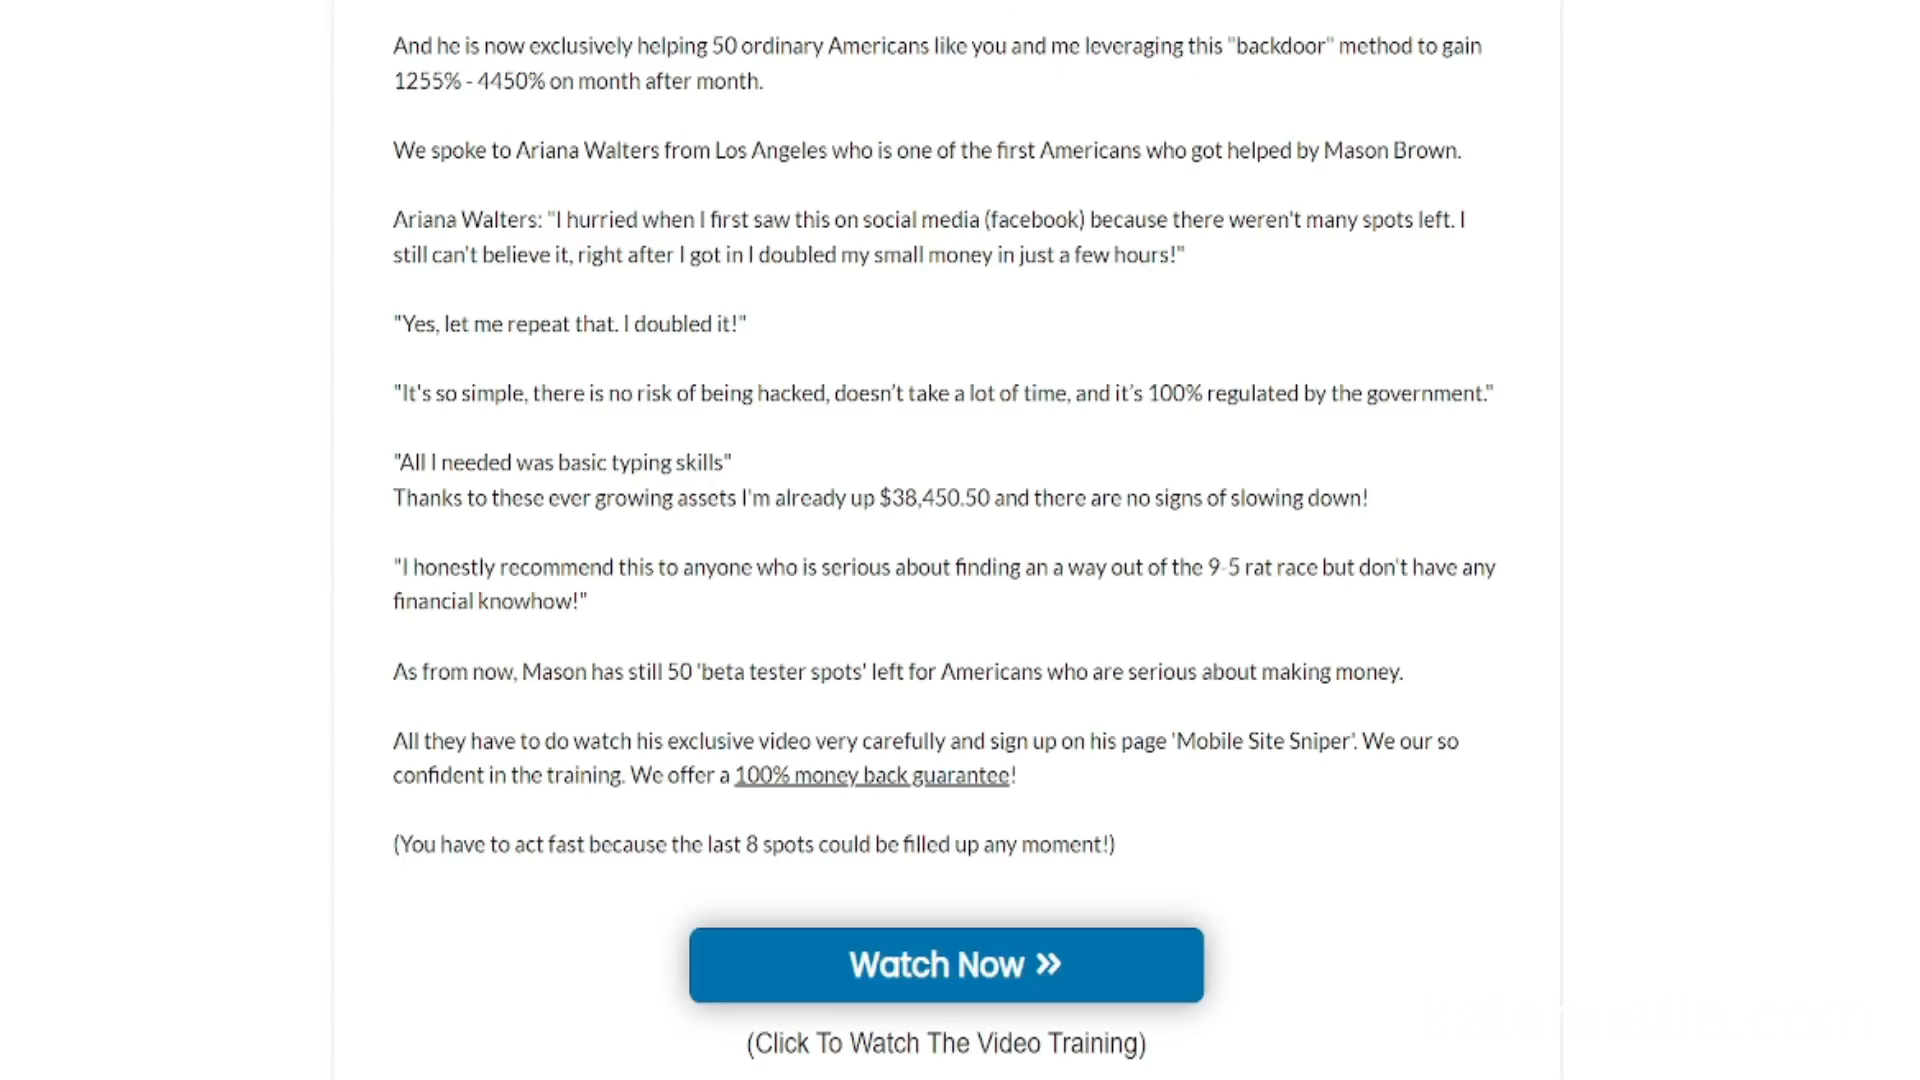 And he is now exclusively helping 50 ordinary Americans like you and me leveraging this "backdoor" method to gain
1255% - 4450% on month after month.
We spoke to Ariana Walters from Los Angeles who is one of the first Americans who got helped by Mason Brown.
Ariana Walters: "I hurried when I first saw this on social media (facebook) because there weren't many spots left. I
still can't believe it, right after I got in I doubled my small money in just a few hours!"
"Yes, let me repeat that. I doubled it!"
"It's so simple, there is no risk of being hacked, doesn’t take a lot of time, and it’s 100% regulated by the government."
"All I needed was basic typing skills"
Thanks to these ever growing assets I'm already up $38,450.50 and there are no signs of slowing down!
"I honestly recommend this to anyone who is serious about finding an a way out of the 9-5 rat race but don't have any
financial knowhow!"
As from now, Mason has still 50 'beta tester spots' left for Americans who are serious about making money.
All they have to do watch his exclusive video very carefully and sign up on his page 'Mobile Site Sniper'. We our so
confident in the training. We offer a 100% money back guarantee!
(You have to act fast because the last 8 spots could be filled up any moment!)
Watch Now »
(Click To Watch The Video Training)